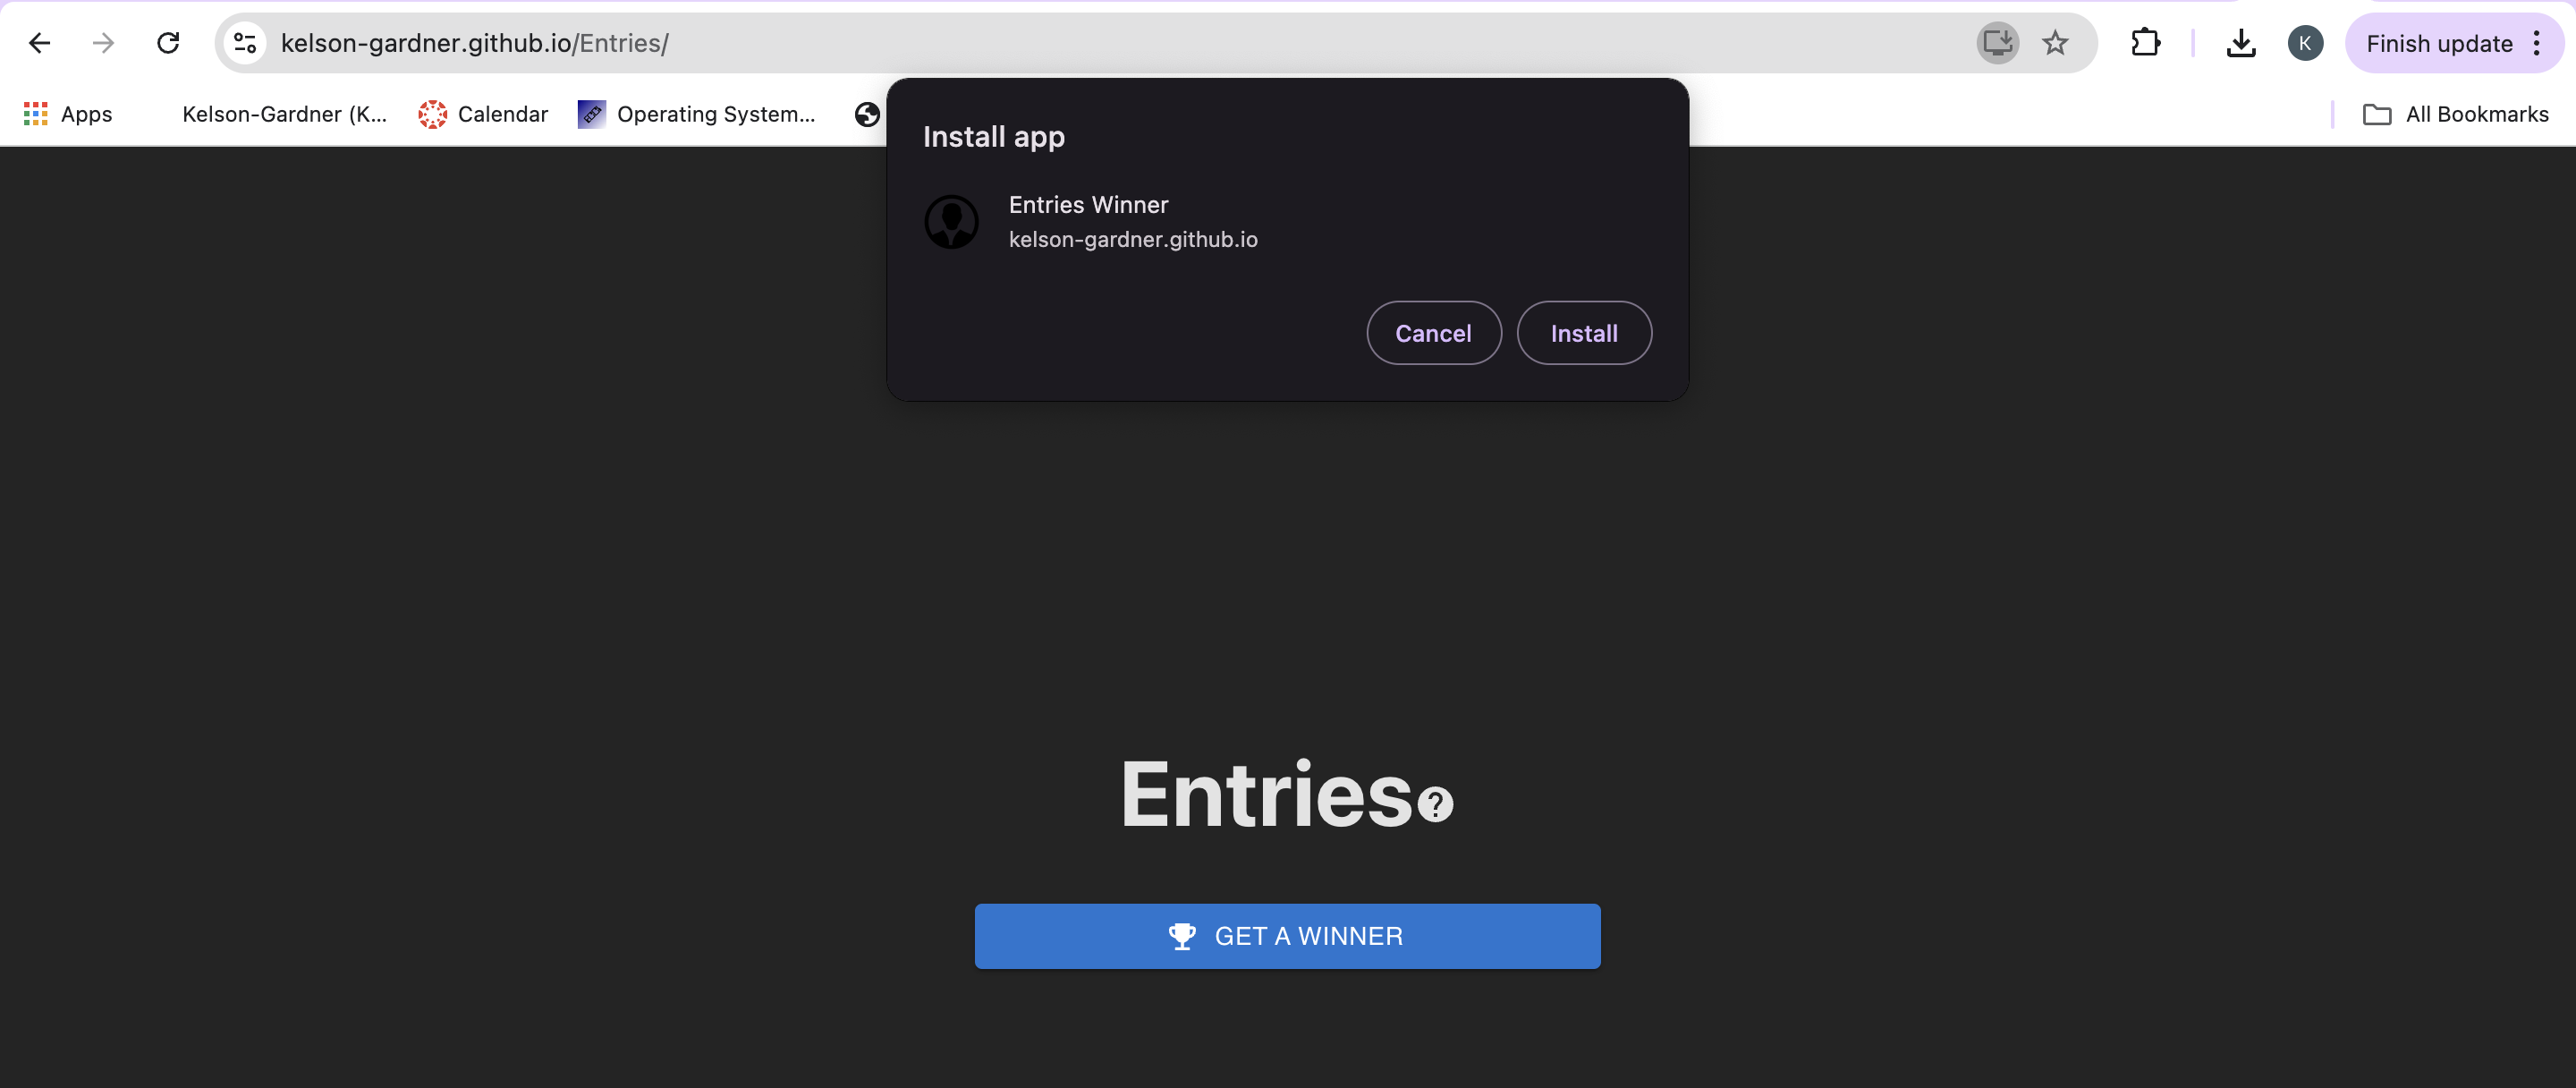 kelson-gardner.github.io/Entries/
K
Finish update
Apps
Kelson-Gardner (K...
Calendar
Operating System...
All Bookmarks
Install app
Entries Winner
kelson-gardner.github.io
Cancel
Install
Entries?
GET A WINNER